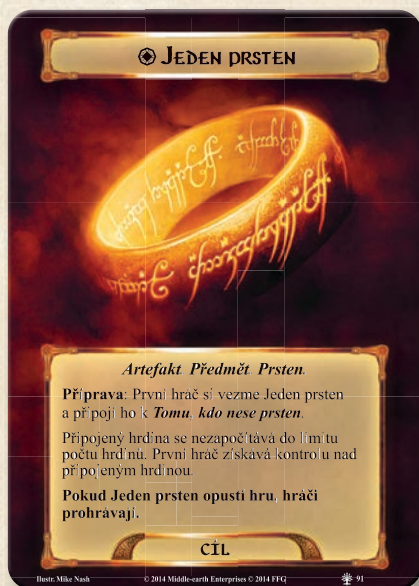 JEDEN PRSTEN
Artefakt. Předmět. Prsten.
Příprava: První hráč si vezme Jeden prsten
a připojí ho k Tomu, kdo nese prsten.
Připojený hrdina se nezapočítává do limitu
počtu hrdinů. První hráč získává kontrolu nad
připojeným hrdinou.
Pokud Jeden prsten opustí hru, hráči
prohrávají.
CÍL
Ilustr. Mike Nash © 2014 Middle-earth Enterprises © 2014 FFG 91